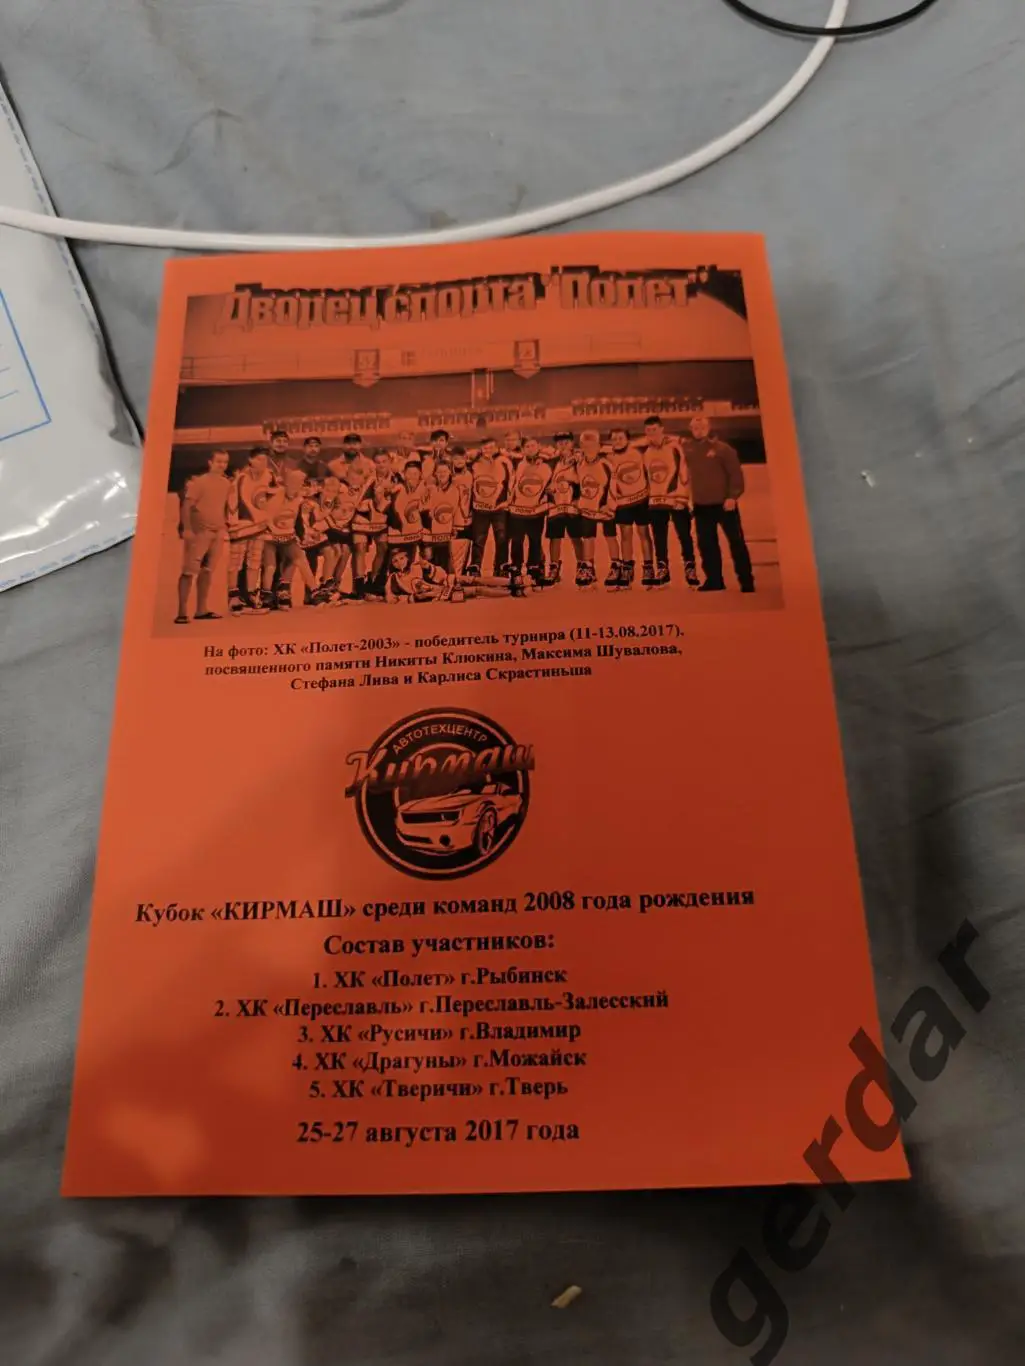 Дворец спорта "Полет"
На фото: ХК «Полет-2003» - победитель турнира (11-13.08.2017),
посвященного памяти Никиты Клюкина, Максима Шувалова,
Стефана Лива и Карлиса Скрастиньша
АВТОТЕХЦЕНТР
Кирмаш
Кубок «КИРМАШ» среди команд 2008 года рождения
Состав участников:
1. ХК «Полет» г.Рыбинск
2. ХК «Переславль» г.Переславль-Залесский
3. ХК «Русичи» г.Владимир
4. ХК «Драгуны» г.Можайск
5. ХК «Тверичи» г.Тверь
25-27 августа 2017 года
gerdar